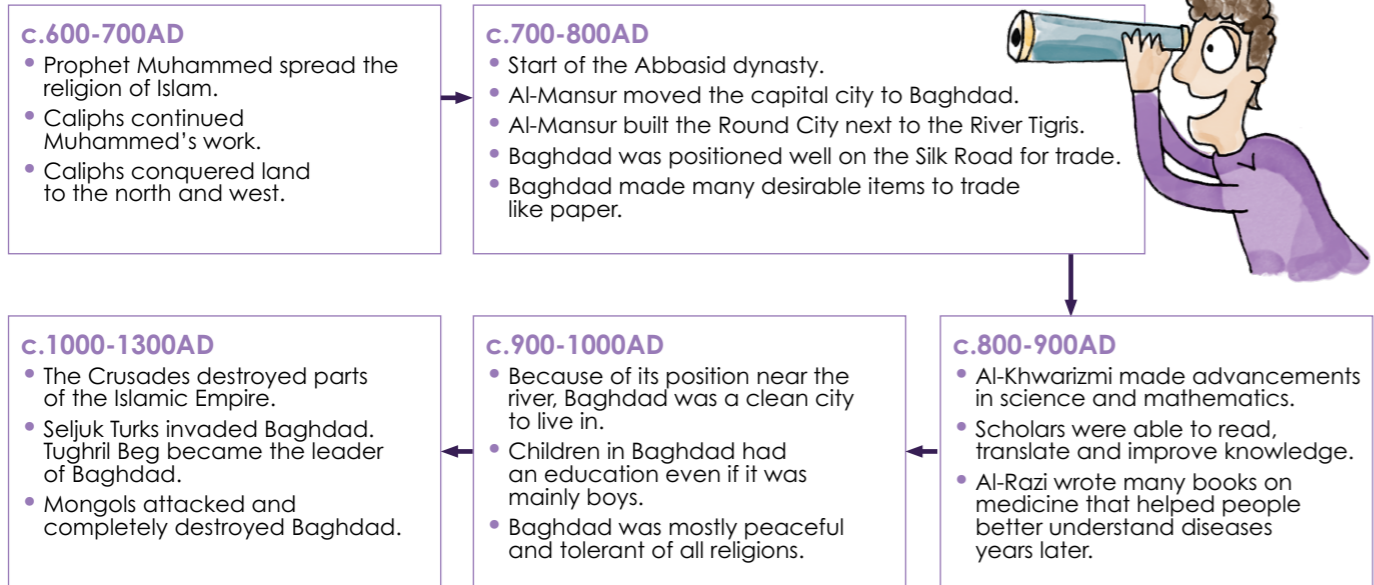 c.600-700AD
• Prophet Muhammed spread the
religion of Islam.
• Caliphs continued
Muhammed's work.
• Caliphs conquered land
to the north and west.
c.700-800AD
• Start of the Abbasid dynasty.
• Al-Mansur moved the capital city to Baghdad.
• Al-Mansur built the Round City next to the River Tigris.
• Baghdad was positioned well on the Silk Road for trade.
• Baghdad made many desirable items to trade
like paper.
c.800-900AD
• Al-Khwarizmi made advancements
in science and mathematics.
• Scholars were able to read,
translate and improve knowledge.
• Al-Razi wrote many books on
medicine that helped people
better understand diseases
years later.
c.900-1000AD
• Because of its position near the
river, Baghdad was a clean city
to live in.
• Children in Baghdad had
an education even if it was
mainly boys.
• Baghdad was mostly peaceful
and tolerant of all religions.
c.1000-1300AD
• The Crusades destroyed parts
of the Islamic Empire.
• Seljuk Turks invaded Baghdad.
Tughril Beg became the leader
of Baghdad.
• Mongols attacked and
completely destroyed Baghdad.